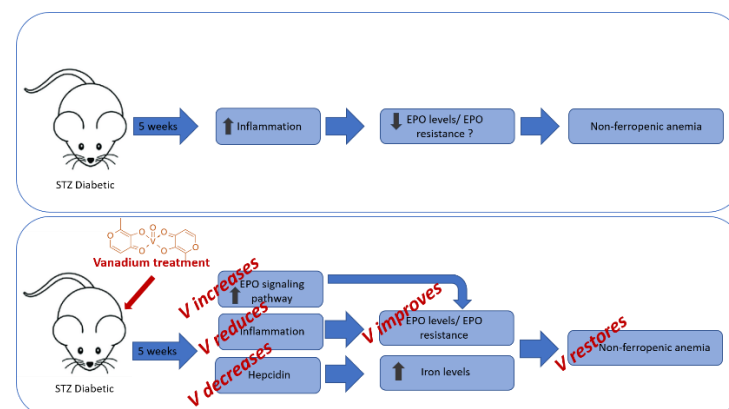 5 weeks
Inflammation
EPO levels/ EPO
resistance ?
Non-ferropenic anemia
STZ Diabetic
O
O
O
O
V
O
O
O
Vanadium treatment
V increases
EPO signaling
pathway
V reduces
Inflammation
V improves
EPO levels/ EPO
resistance
5 weeks
V decreases
Hepcidin
Iron levels
V restores
Non-ferropenic anemia
STZ Diabetic